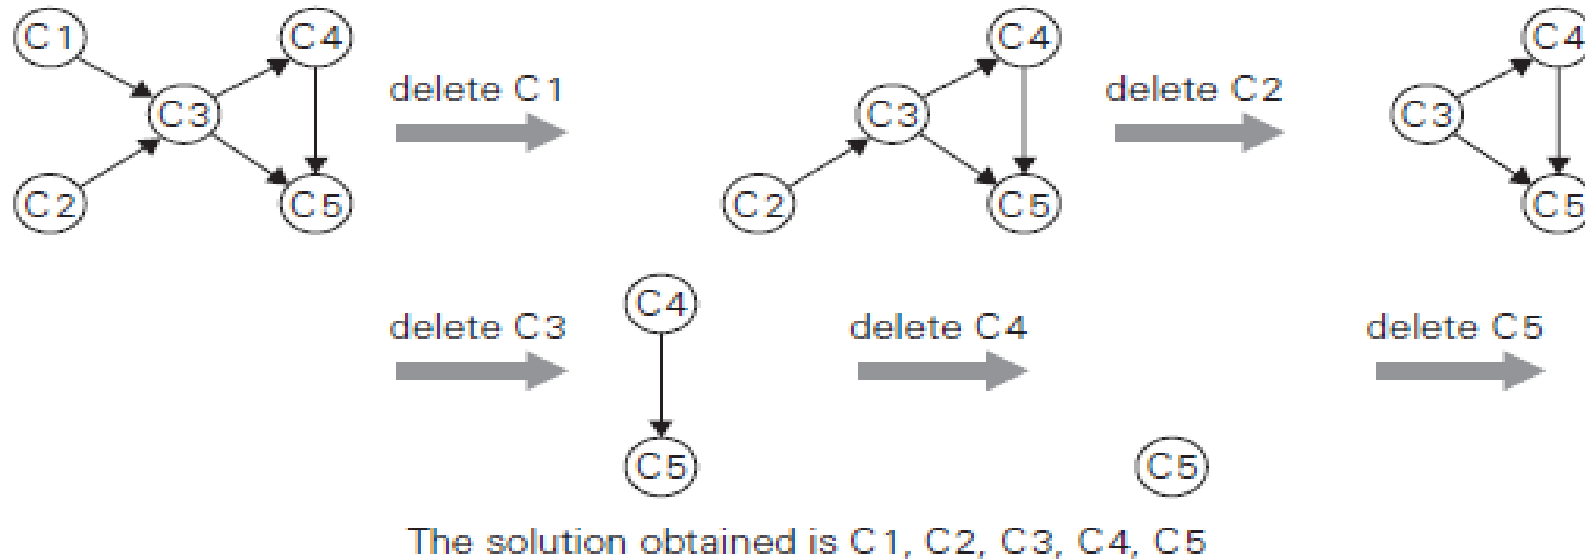 C1 C4 C4 C4
delete C1 delete C2
C3 C3 C3
C2 C5 C2 C5 C5
C4
delete C3 delete C4 delete C5
C5 C5
The solution obtained is C1, C2, C3, C4, C5